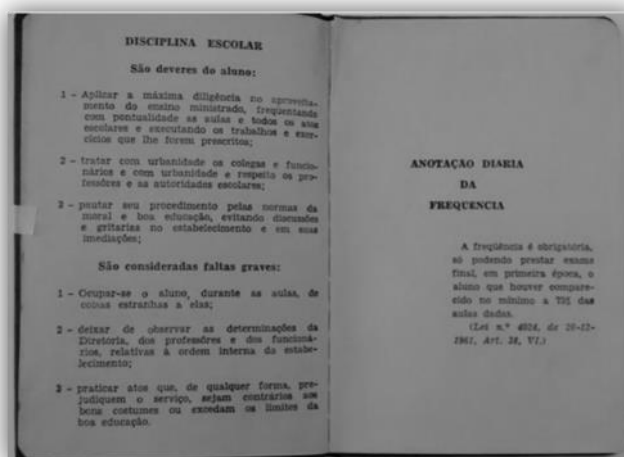 DISCIPLINA ESCOLAR
São deveres do aluno:
1 - Aplicar a máxima diligência no aproveita-
mento do ensino ministrado, freqüentando
com pontualidade as aulas e todos os atos
escolares e executando os trabalhos e exer-
cícios que lhe forem prescritos;
2 - tratar com urbanidade os colegas e funcio-
nários e com urbanidade e respeito os pro-
fessôres e as autoridades escolares;
3 - pautar seu procedimento pelas normas da
moral e boa educação, evitando discussões
e gritarias no estabelecimento e em suas
imediações;
São consideradas faltas graves:
1 - Ocupar-se o aluno, durante as aulas, de
coisas estranhas a elas;
2 - deixar de observar as determinações da
Diretoria, dos professôres e dos funcioná-
rios, relativas à ordem interna do estabe-
lecimento;
3 - praticar atos que, de qualquer forma, pre-
judiquem o serviço, sejam contrários aos
bons costumes ou excedam os limites da
boa educação.
ANOTAÇÃO DIARIA
DA
FREQUENCIA
A freqüência é obrigatória,
só podendo prestar exame
final, em primeira época, o
aluno que houver compare-
cido no mínimo a 75% das
aulas dadas.
(Lei n.º 4024, de 20-12-
1961, Art. 38, VI.)